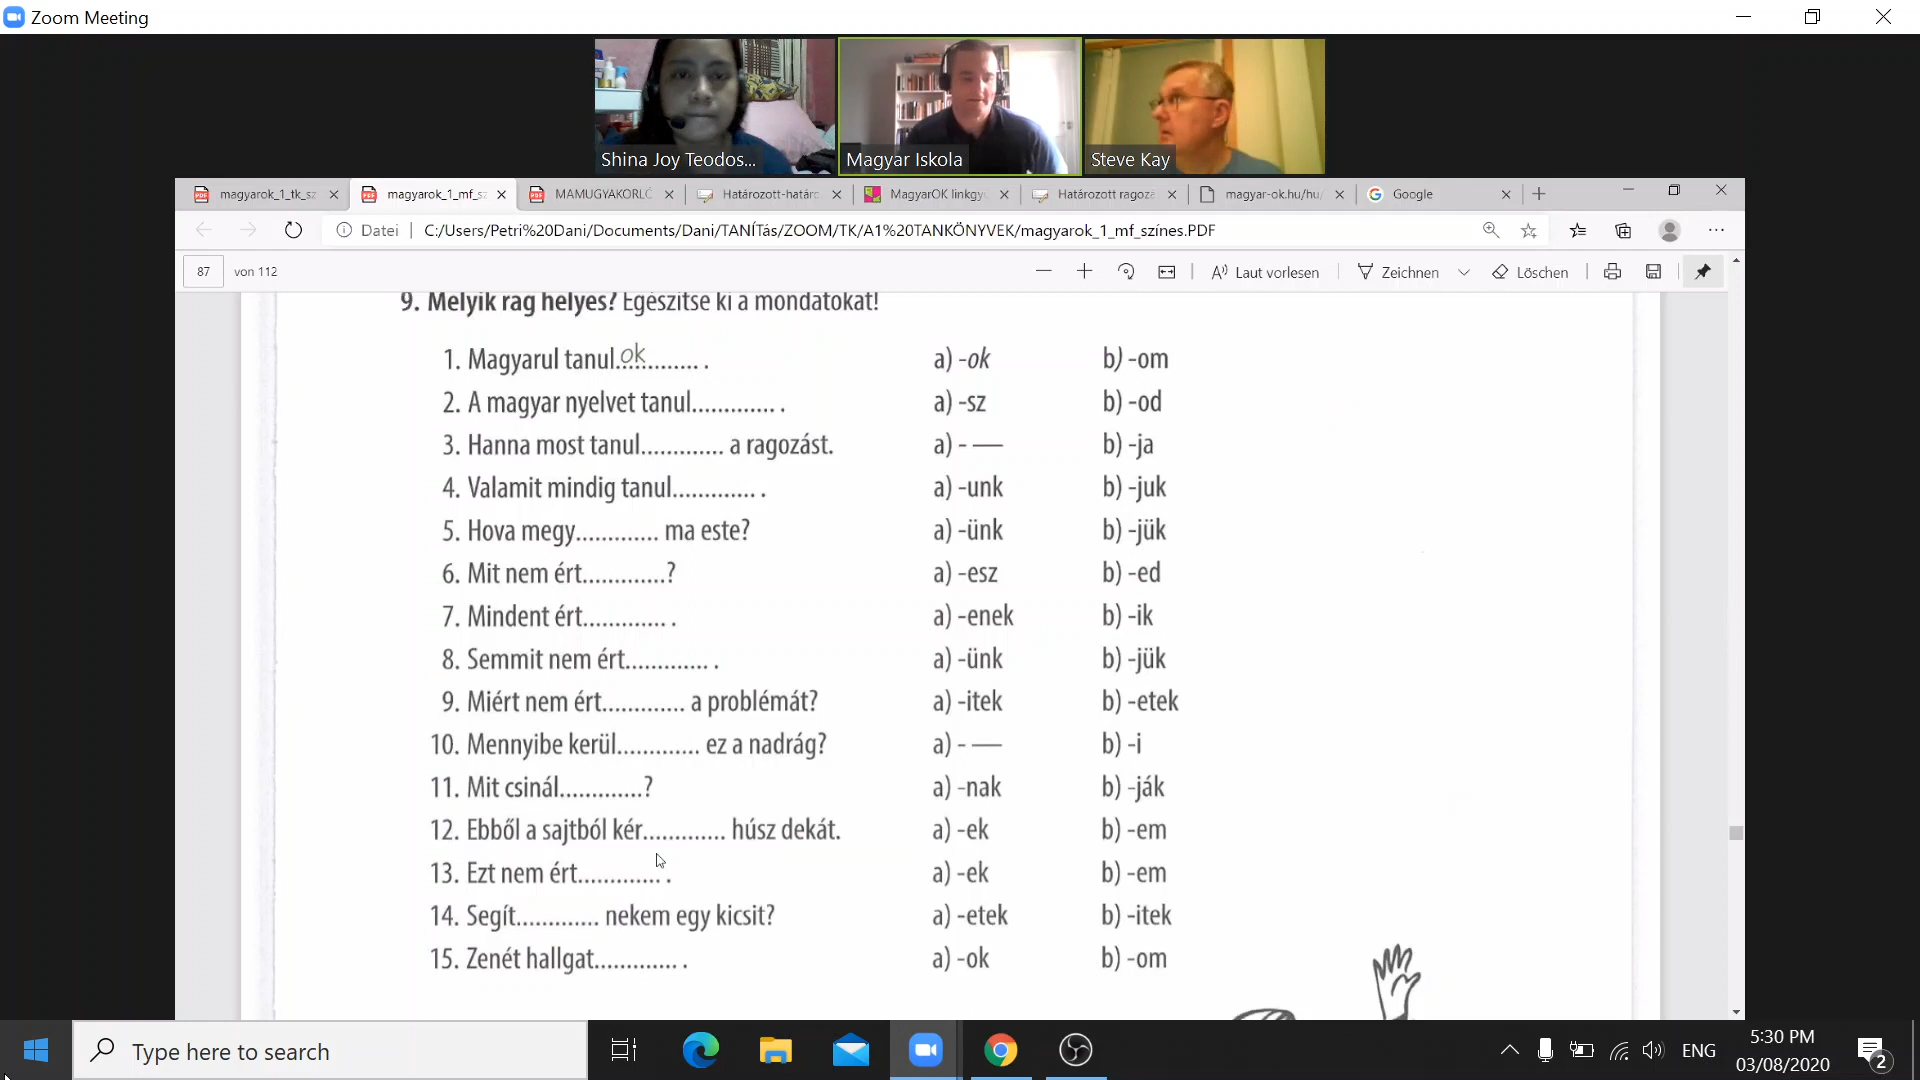 Zoom Meeting
Shina Joy Teodos...
Magyar Iskola
Steve Kay
magyarok_1_tk_sz
magyarok_1_mf_sz
MAMUGYAKORLÓ
Határozott-határo
MagyarOK linkgyű
Határozott ragozá
magyar-ok.hu/hu/
Google
Datei
C:/Users/Petri%20Dani/Documents/Dani/TANÍTás/ZOOM/TK/A1%20TANKÖNYVEK/magyarok_1_mf_színes.PDF
87 von 112
Laut vorlesen
Zeichnen
Löschen
9. Melyik rag helyes? Egészítse ki a mondatokat!
1. Magyarul tanul.ok........... . a) -ok b) -om
2. A magyar nyelvet tanul............. . a) -sz b) -od
3. Hanna most tanul............. a ragozást. a) - — b) -ja
4. Valamit mindig tanul............. . a) -unk b) -juk
5. Hova megy............. ma este? a) -ünk b) -jük
6. Mit nem ért.............? a) -esz b) -ed
7. Mindent ért............. . a) -enek b) -ik
8. Semmit nem ért............. . a) -ünk b) -jük
9. Miért nem ért............. a problémát? a) -itek b) -etek
10. Mennyibe kerül............. ez a nadrág? a) - — b) -i
11. Mit csinál.............? a) -nak b) -ják
12. Ebből a sajtból kér............. húsz dekát. a) -ek b) -em
13. Ezt nem ért............. . a) -ek b) -em
14. Segít............. nekem egy kicsit? a) -etek b) -itek
15. Zenét hallgat............. . a) -ok b) -om
Type here to search
ENG
5:30 PM
03/08/2020
2